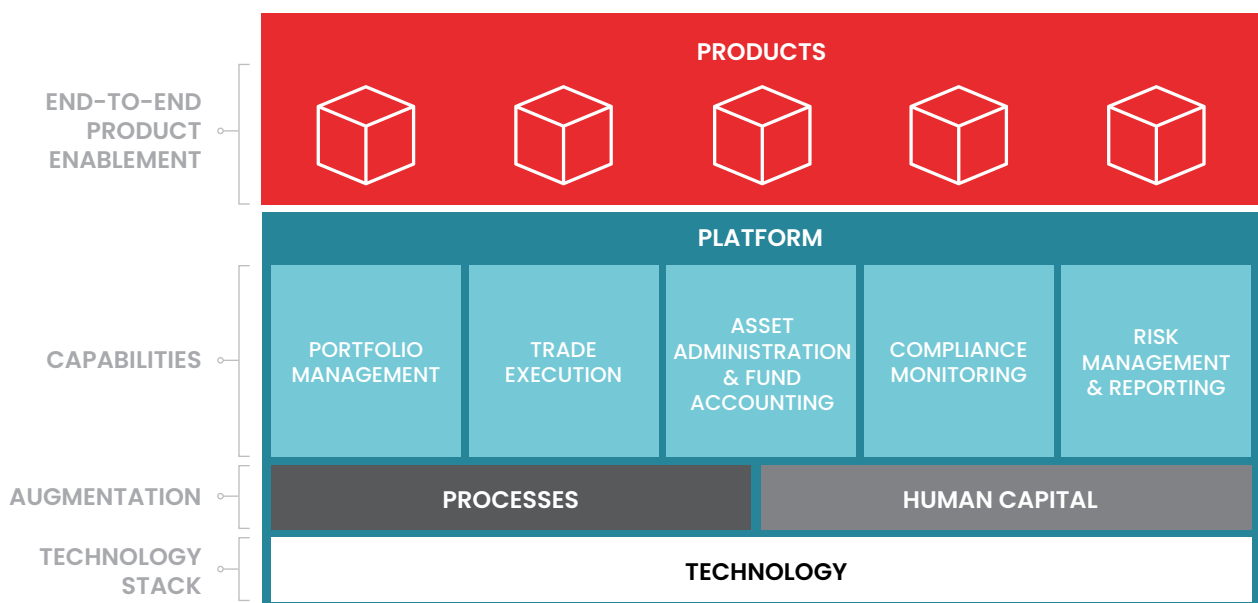 PRODUCTS
END-TO-END
PRODUCT
ENABLEMENT
PLATFORM
CAPABILITIES
PORTFOLIO
MANAGEMENT
TRADE
EXECUTION
ASSET
ADMINISTRATION
& FUND
ACCOUNTING
COMPLIANCE
MONITORING
RISK
MANAGEMENT
& REPORTING
AUGMENTATION
PROCESSES
HUMAN CAPITAL
TECHNOLOGY
STACK
TECHNOLOGY